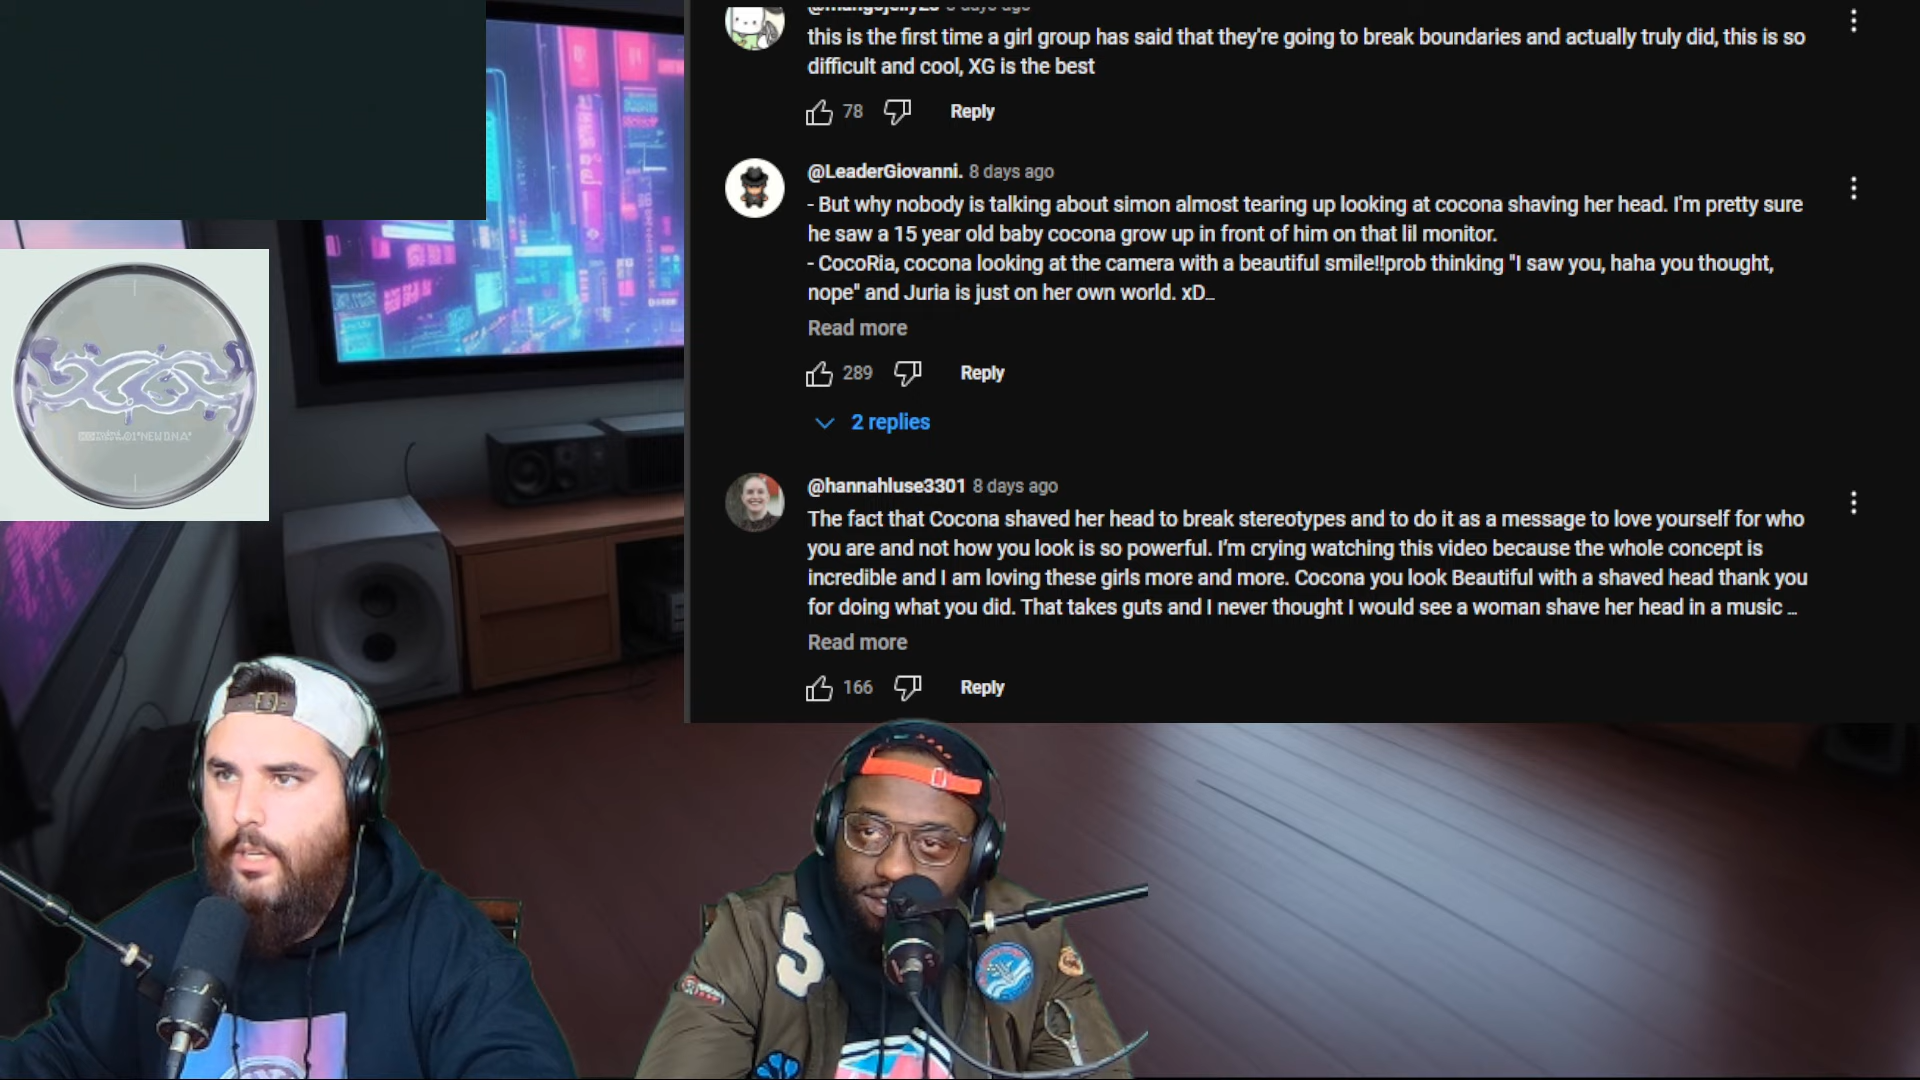 @mangojelly28 8 days ago
this is the first time a girl group has said that they're going to break boundaries and actually truly did, this is so
difficult and cool, XG is the best
78 Reply
@LeaderGiovanni. 8 days ago
- But why nobody is talking about simon almost tearing up looking at cocona shaving her head. I'm pretty sure
he saw a 15 year old baby cocona grow up in front of him on that lil monitor.
- CocoRia, cocona looking at the camera with a beautiful smile!!prob thinking "I saw you, haha you thought,
nope" and Juria is just on her own world. xD...
Read more
289 Reply
2 replies
@hannahluse3301 8 days ago
The fact that Cocona shaved her head to break stereotypes and to do it as a message to love yourself for who
you are and not how you look is so powerful. I'm crying watching this video because the whole concept is
incredible and I am loving these girls more and more. Cocona you look Beautiful with a shaved head thank you
for doing what you did. That takes guts and I never thought I would see a woman shave her head in a music ...
Read more
166 Reply
"NEW DNA"
S